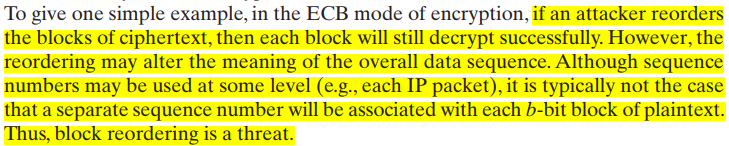 To give one simple example, in the ECB mode of encryption, if an attacker reorders
the blocks of ciphertext, then each block will still decrypt successfully. However, the
reordering may alter the meaning of the overall data sequence. Although sequence
numbers may be used at some level (e.g., each IP packet), it is typically not the case
that a separate sequence number will be associated with each b-bit block of plaintext.
Thus, block reordering is a threat.